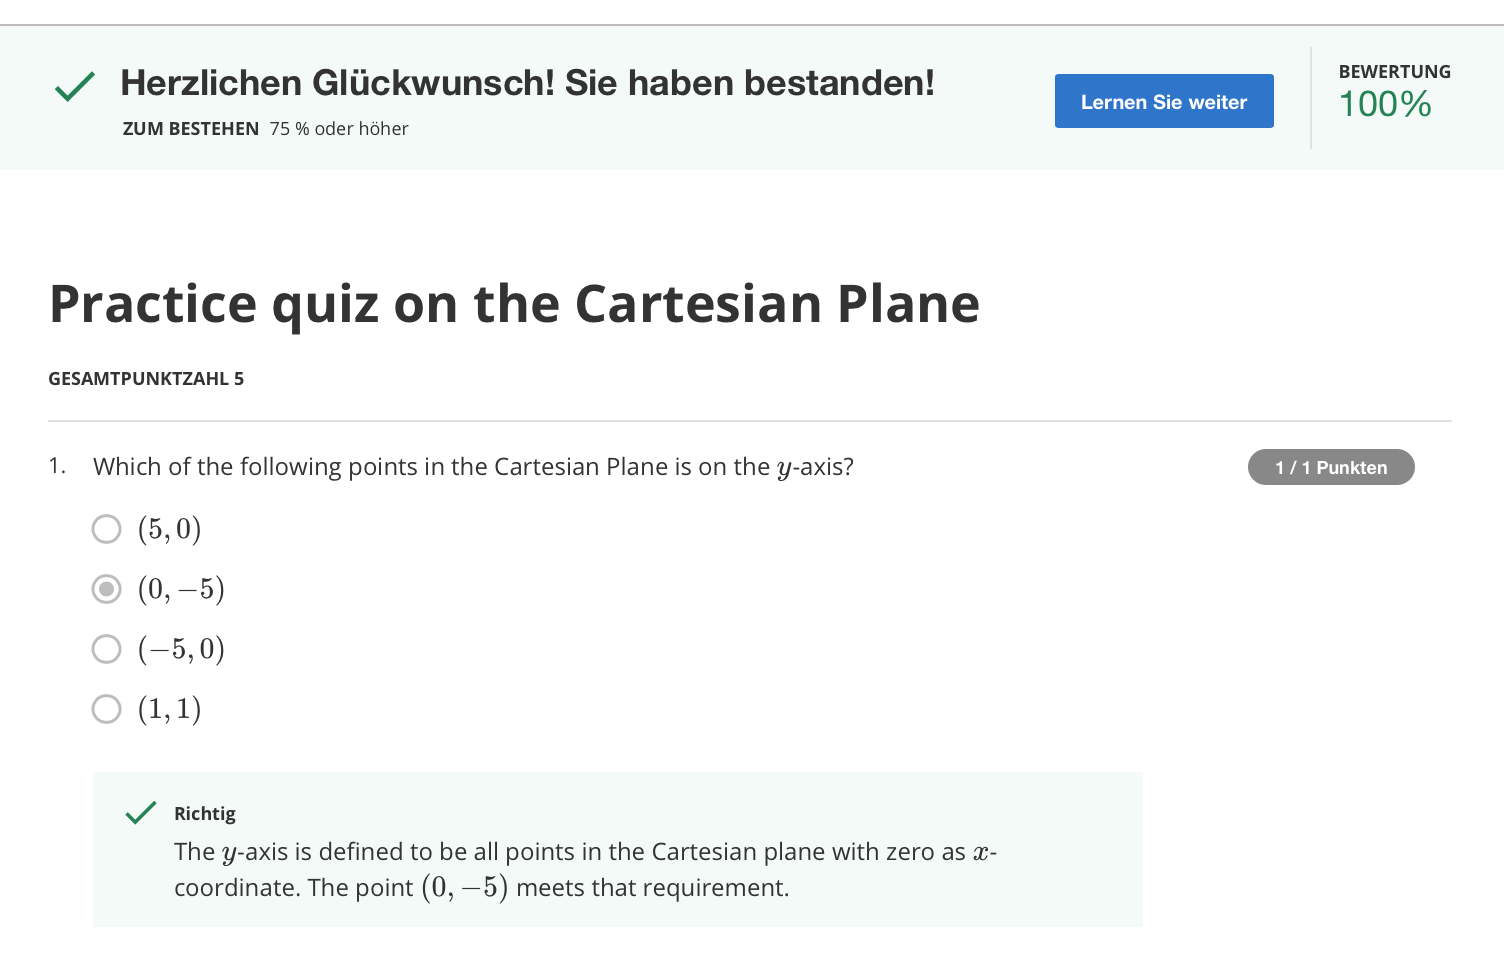 Herzlichen Glückwunsch! Sie haben bestanden!
ZUM BESTEHEN 75 % oder höher
Lernen Sie weiter
BEWERTUNG
100%
Practice quiz on the Cartesian Plane
GESAMTPUNKTZAHL 5
1. Which of the following points in the Cartesian Plane is on the y-axis?
1 / 1 Punkten
(5, 0)
(0, −5)
(−5, 0)
(1, 1)
Richtig
The y-axis is defined to be all points in the Cartesian plane with zero as x-
coordinate. The point (0, −5) meets that requirement.